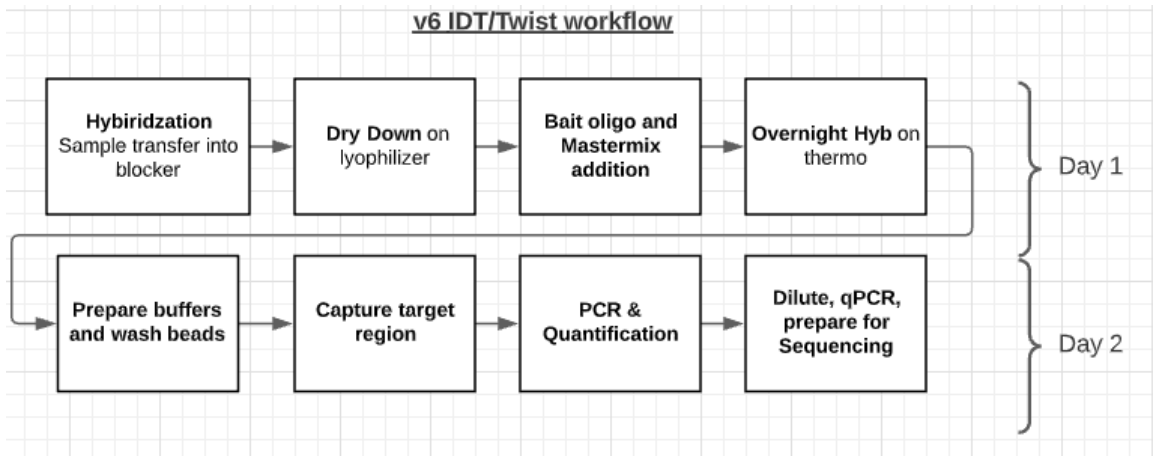 v6 IDT/Twist workflow
Hybiridzation
Sample transfer into
blocker
Dry Down on
lyophilizer
Bait oligo and
Mastermix
addition
Overnight Hyb on
thermo
Day 1
Prepare buffers
and wash beads
Capture target
region
PCR &
Quantification
Dilute, qPCR,
prepare for
Sequencing
Day 2